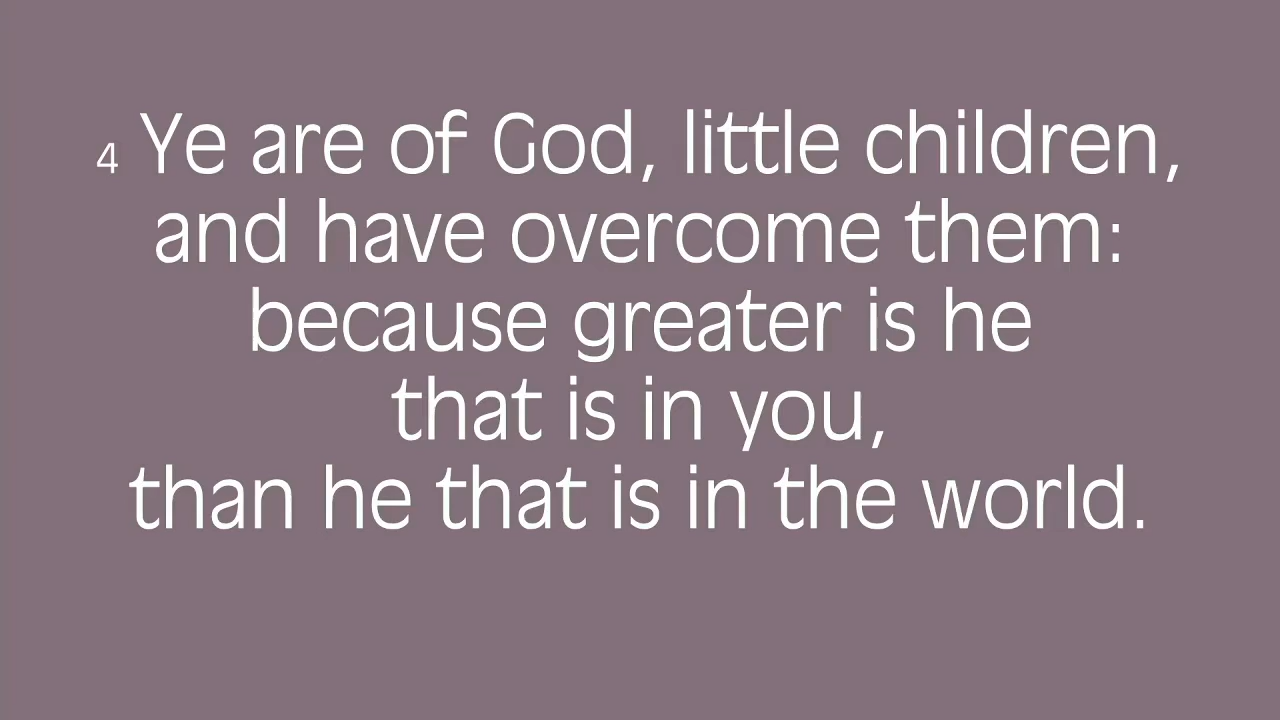 4 Ye are of God, little children,
and have overcome them:
because greater is he
that is in you,
than he that is in the world.